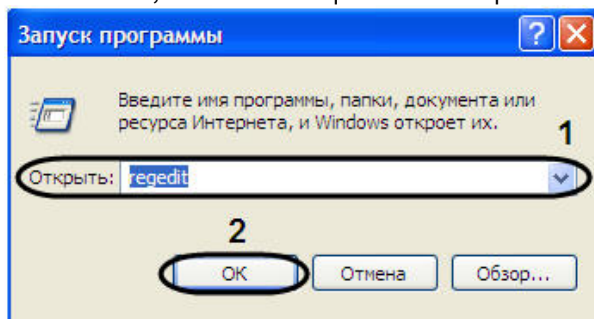 Запуск программы
Введите имя программы, папки, документа или
ресурса Интернета, и Windows откроет их.
1
Открыть: regedit
2
ОК Отмена Обзор...